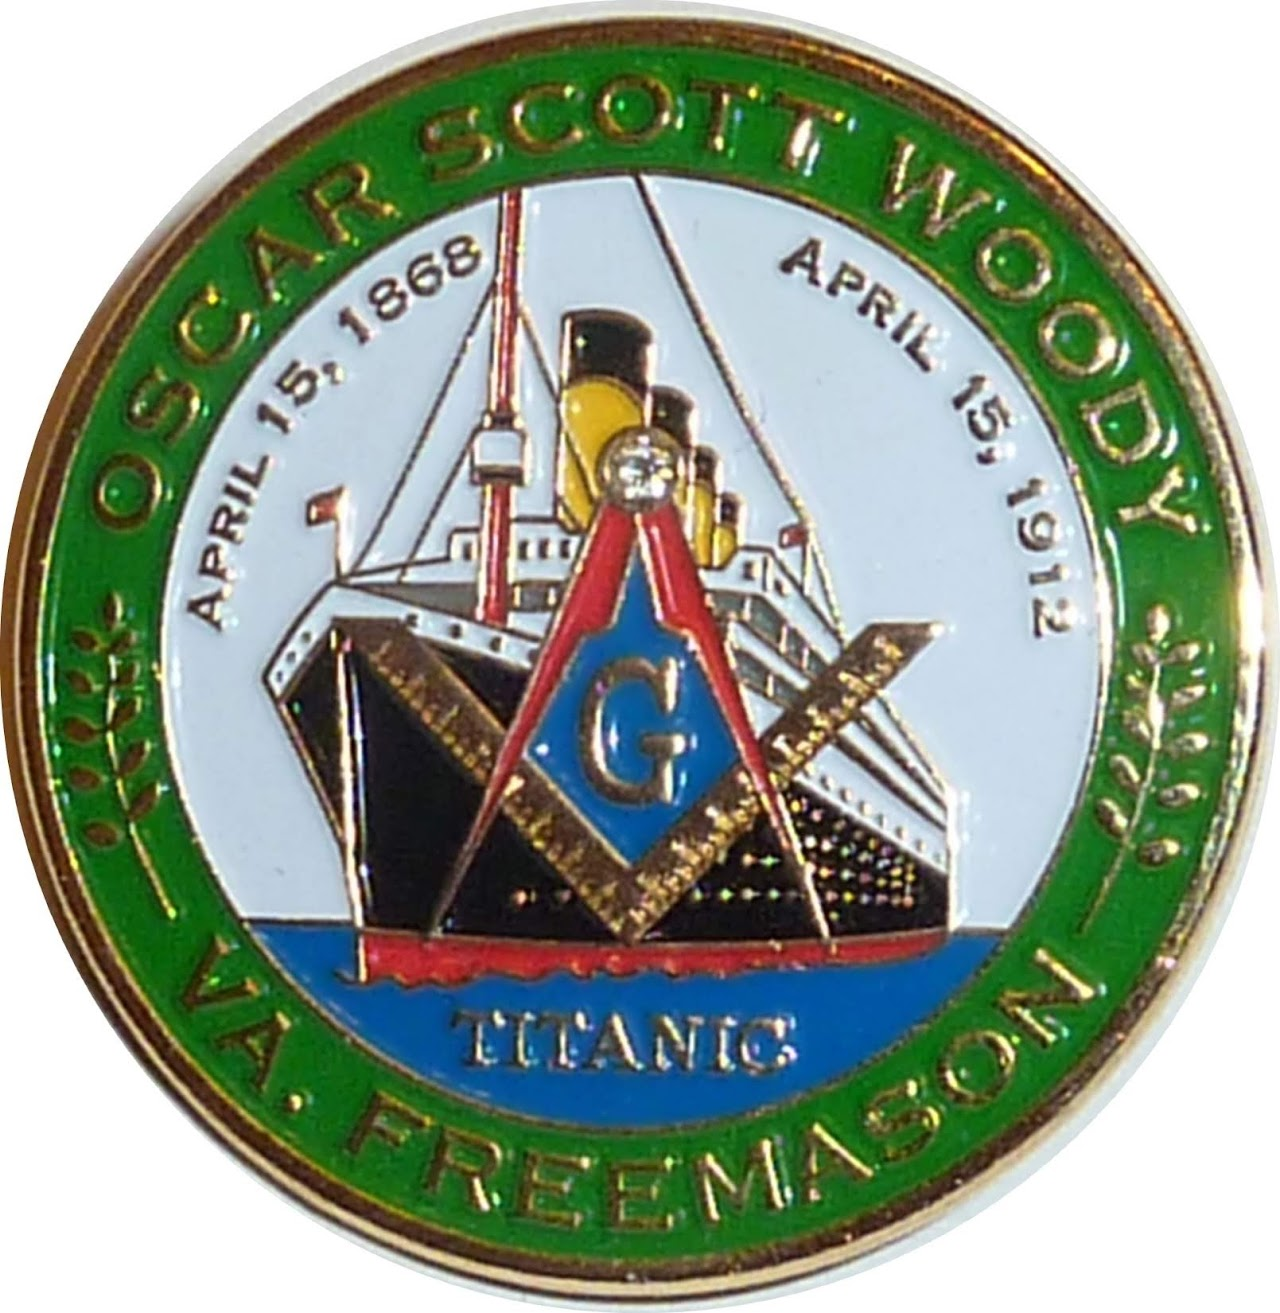 OSCAR SCOTT WOODY
APRIL 15, 1868
APRIL 15, 1912
G
TITANIC
VA. FREEMASON